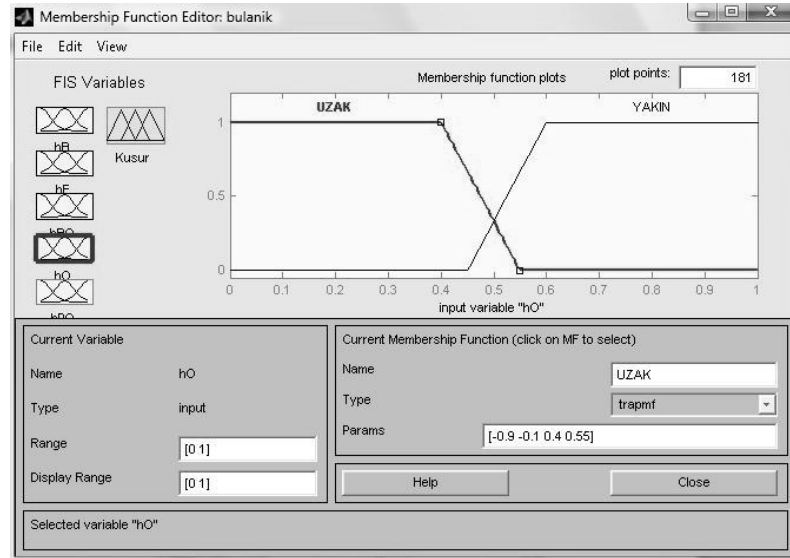 Membership Function Editor: bulanik
File Edit View
FIS Variables
hB
hE
hBO
hO
hPO
Kusur
Membership function plots
plot points: 181
UZAK
YAKIN
1
0.5
0
0 0.1 0.2 0.3 0.4 0.5 0.6 0.7 0.8 0.9 1
input variable "hO"
Current Variable
Name hO
Type input
Range [0 1]
Display Range [0 1]
Current Membership Function (click on MF to select)
Name UZAK
Type trapmf
Params [-0.9 -0.1 0.4 0.55]
Help Close
Selected variable "hO"